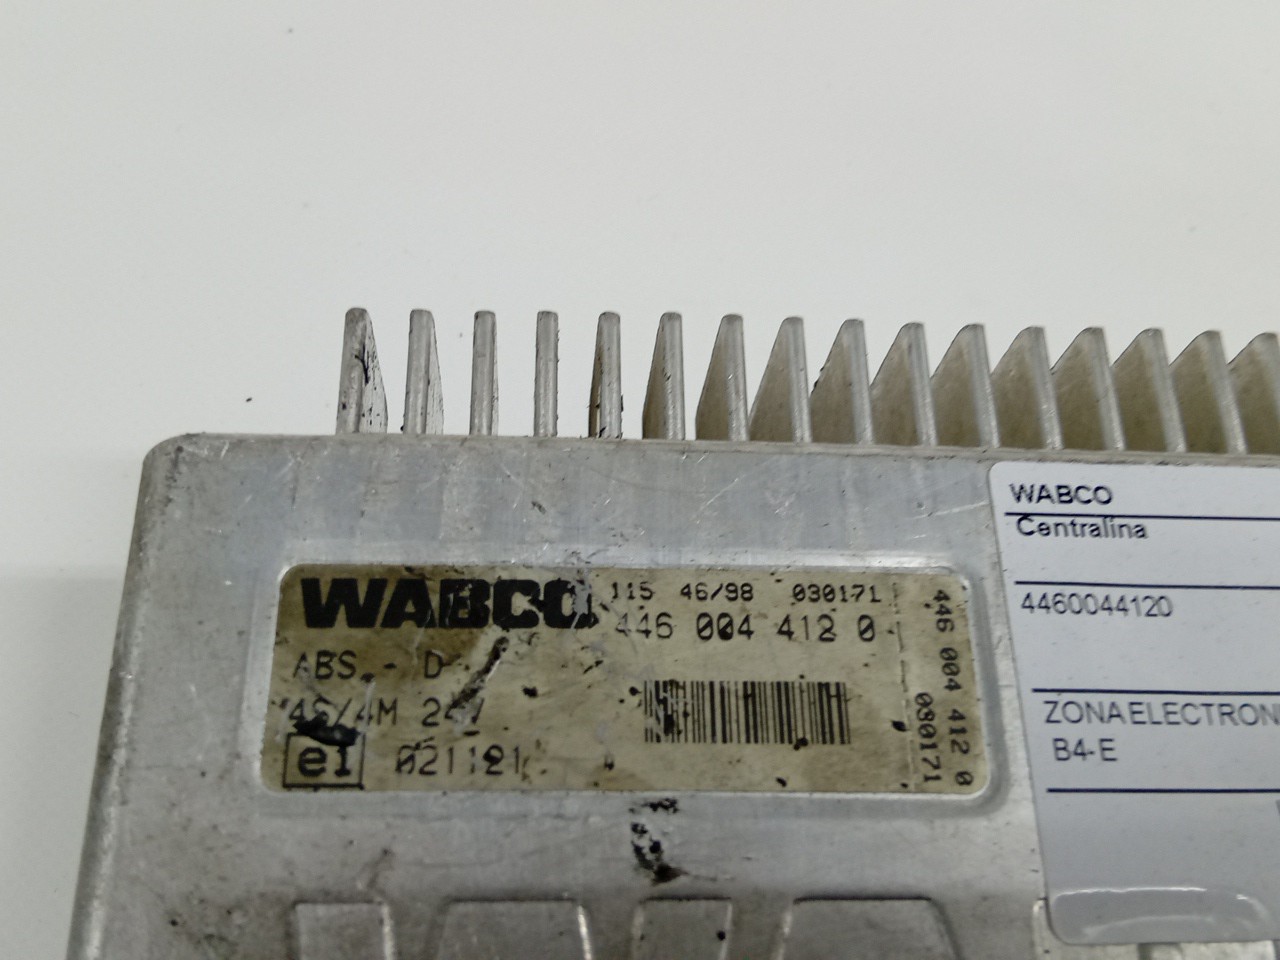 WABCO 115 46/98 030171
446 004 412 0
ABS - D
4S/4M 24V
e1 021121
446 004 412 0
030171
WABCO
Centralina
4460044120
ZONA ELECTRON
B4-E